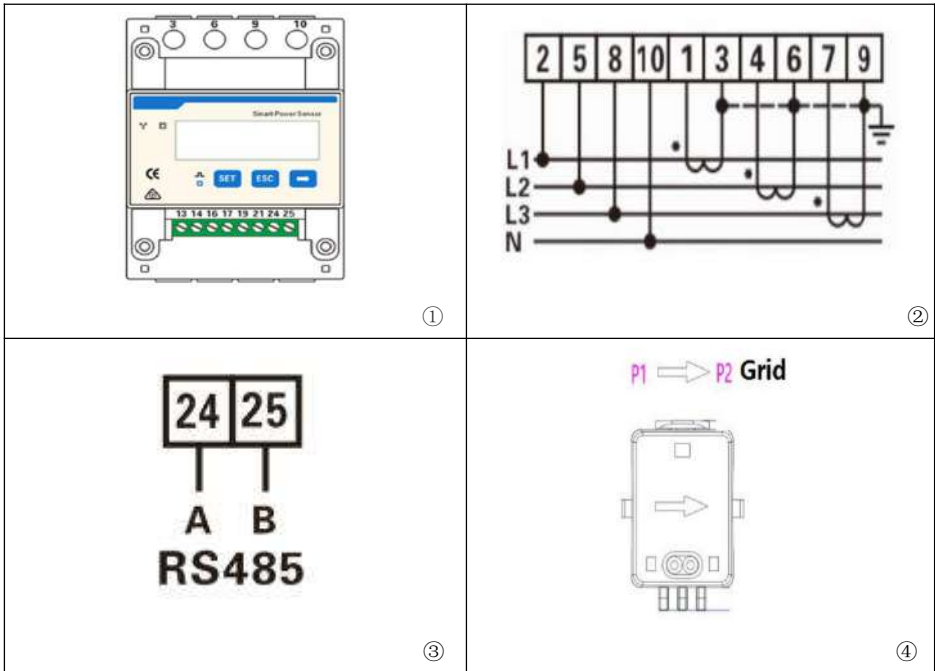 3 6 9 10
Smart Power Sensor
CE
SET ESC
13 14 16 17 19 21 24 25
①
2 5 8 10 1 3 4 6 7 9
L1
L2
L3
N
②
24 25
A B
RS485
③
P1 P2 Grid
④